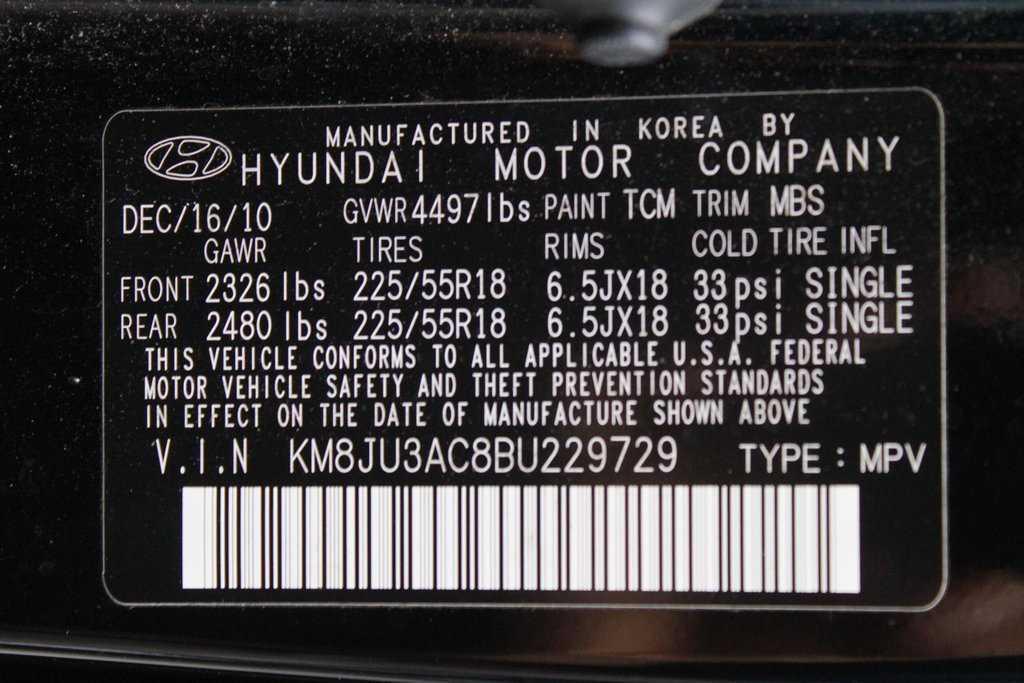 MANUFACTURED IN KOREA BY
HYUNDAI MOTOR COMPANY
DEC/16/10 GVWR 4497lbs PAINT TCM TRIM MBS
GAWR TIRES RIMS COLD TIRE INFL
FRONT 2326 lbs 225/55R18 6.5JX18 33psi SINGLE
REAR 2480 lbs 225/55R18 6.5JX18 33psi SINGLE
THIS VEHICLE CONFORMS TO ALL APPLICABLE U.S.A. FEDERAL
MOTOR VEHICLE SAFETY AND THEFT PREVENTION STANDARDS
IN EFFECT ON THE DATE OF MANUFACTURE SHOWN ABOVE
V.I.N KM8JU3AC8BU229729 TYPE : MPV